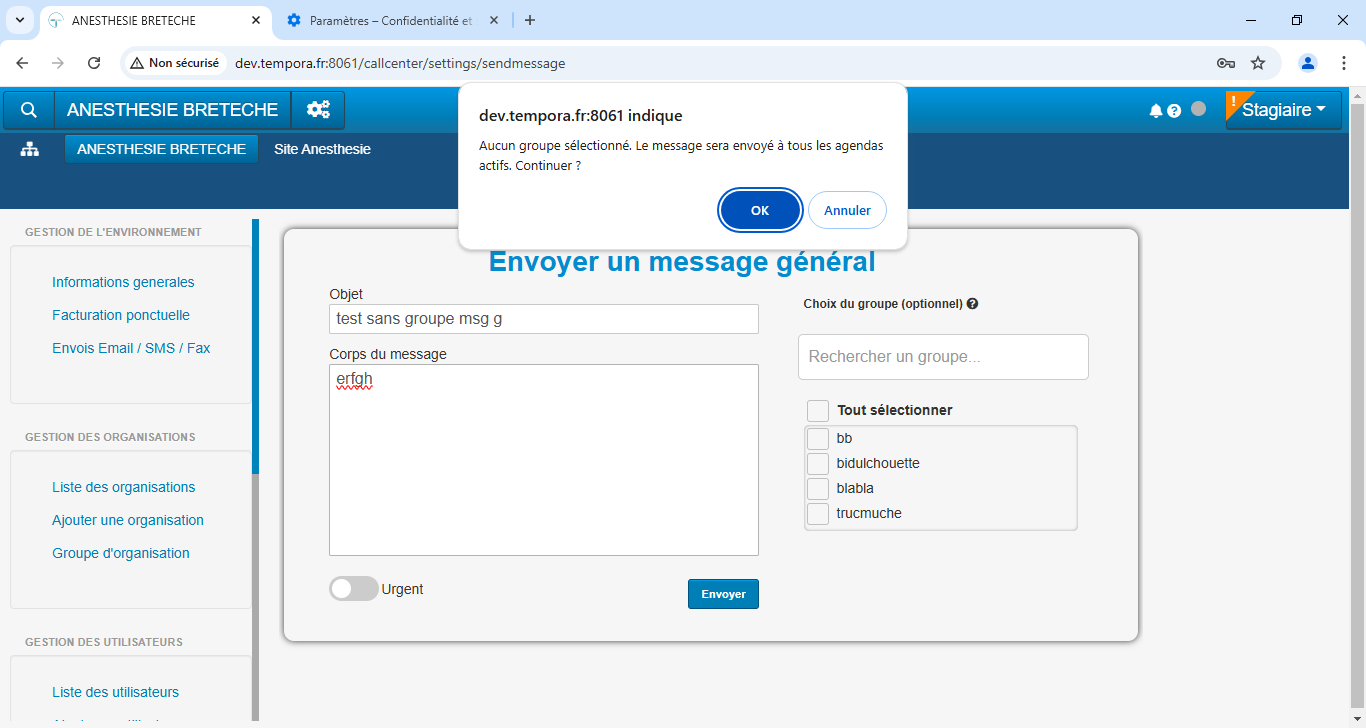 ANESTHESIE BRETECHE
Paramètres – Confidentialité et
Non sécurisé
dev.tempora.fr:8061/callcenter/settings/sendmessage
ANESTHESIE BRETECHE
! Stagiaire
ANESTHESIE BRETECHE
Site Anesthesie
dev.tempora.fr:8061 indique
Aucun groupe sélectionné. Le message sera envoyé à tous les agendas
actifs. Continuer ?
OK
Annuler
GESTION DE L'ENVIRONNEMENT
Informations generales
Facturation ponctuelle
Envois Email / SMS / Fax
GESTION DES ORGANISATIONS
Liste des organisations
Ajouter une organisation
Groupe d'organisation
GESTION DES UTILISATEURS
Liste des utilisateurs
Envoyer un message général
Objet
test sans groupe msg g
Corps du message
erfgh
Urgent
Envoyer
Choix du groupe (optionnel) ?
Rechercher un groupe...
Tout sélectionner
bb
bidulchouette
blabla
trucmuche